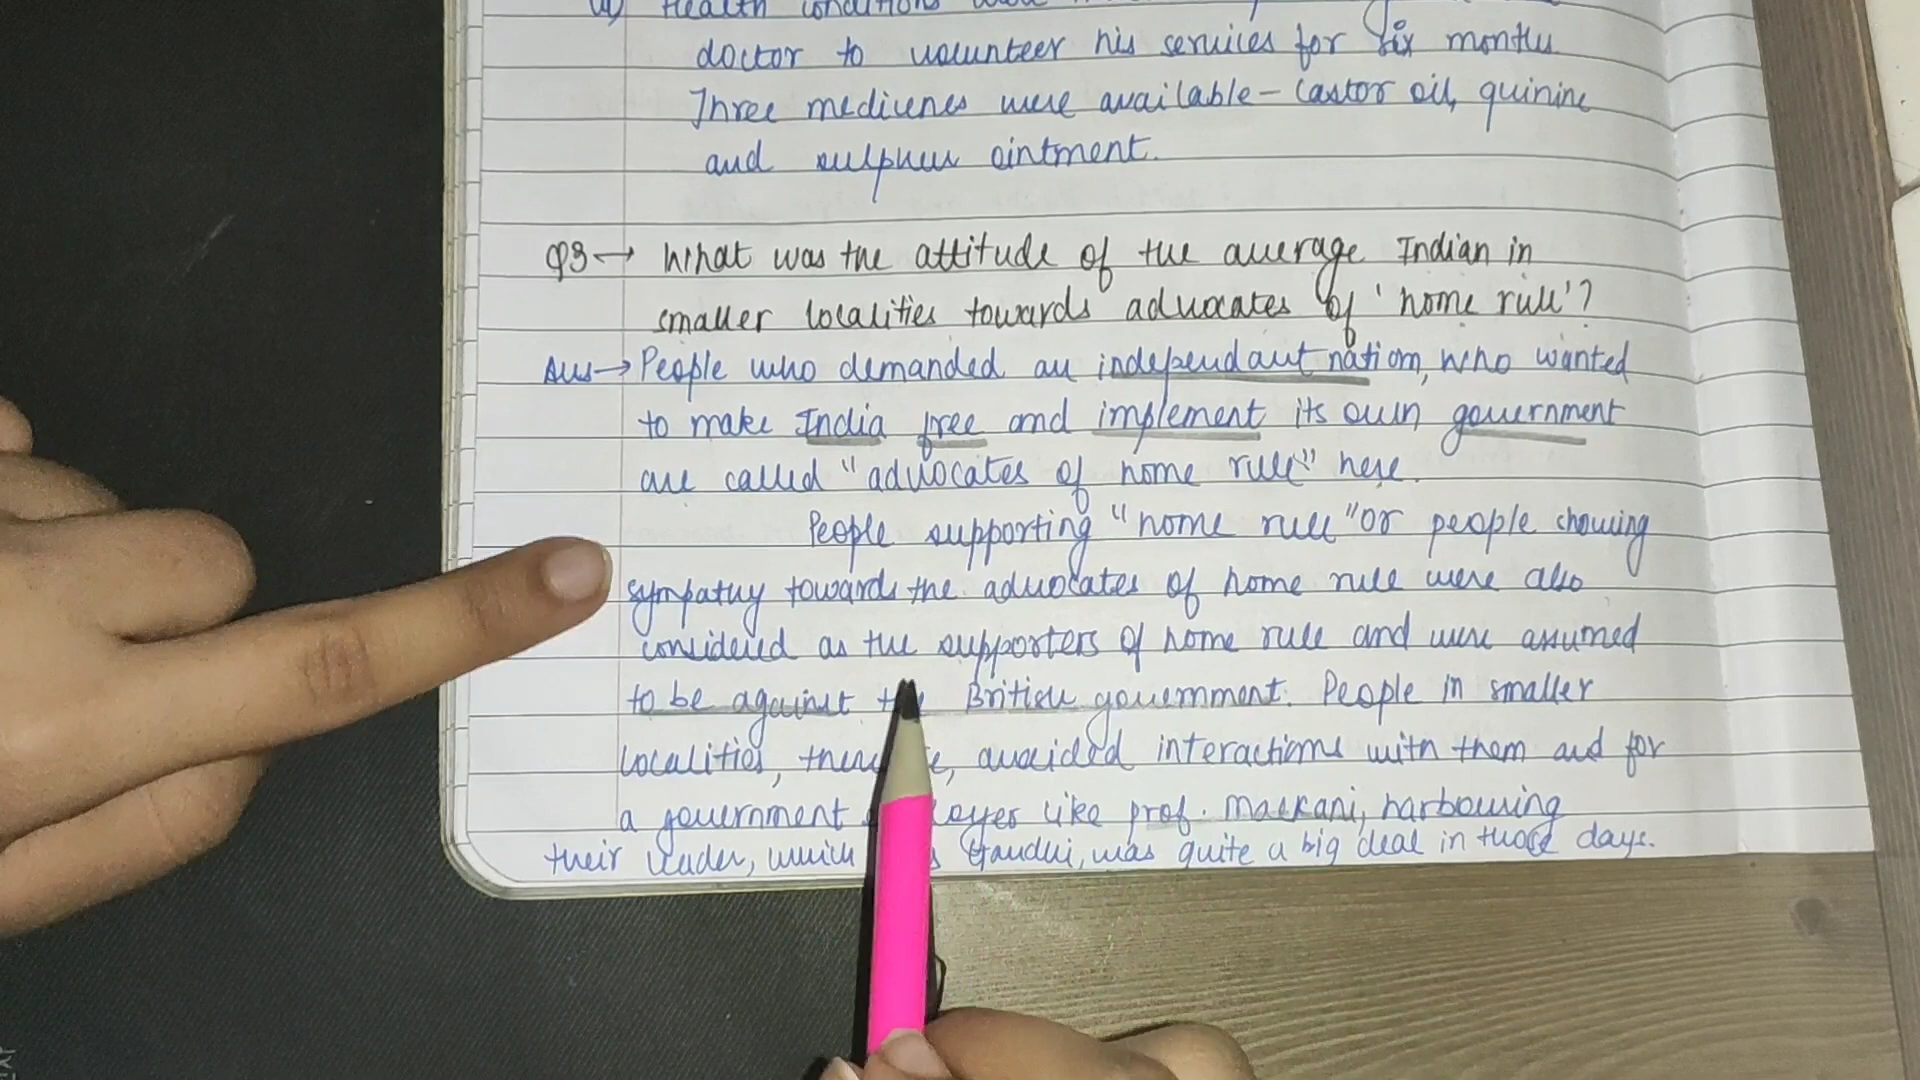 Health conditions
doctor to volunteer his services for six months
Three medicines were available - Castor oil, quinine
and sulphur ointment.
Q3→ What was the attitude of the average Indian in
smaller localities towards advocates of 'home rule'?
Ans→ People who demanded an independant nation, who wanted
to make India free and implement its own government
are called "advocates of home rule" here.
People supporting "home rule" or people showing
sympathy towards the advocates of home rule were also
considered as the supporters of home rule and were assumed
to be against the British government. People in smaller
localities, avoided interactions with them and for
a government like prof. Malkani, harbouring
their leader, which Gandhi, was quite a big deal in those days.